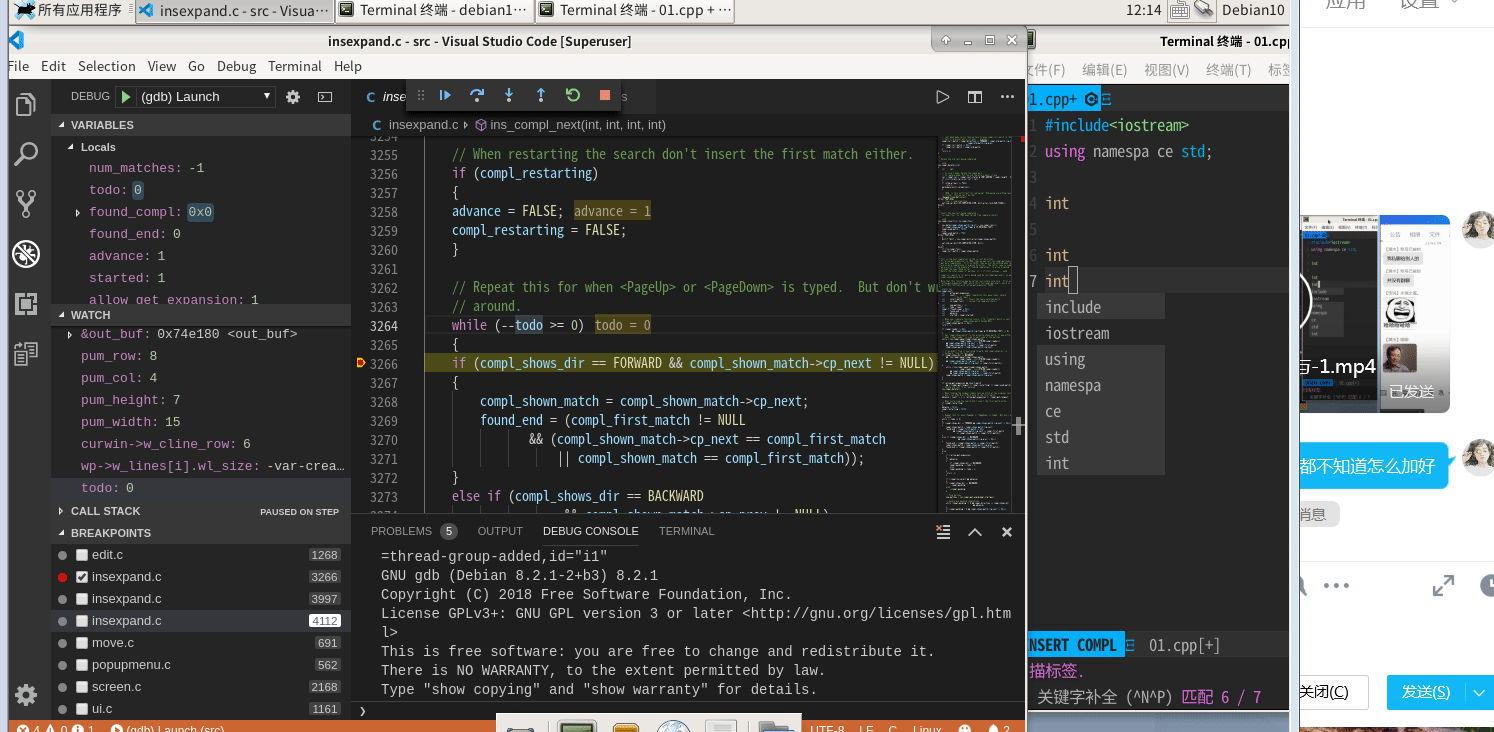 所有应用程序
insexpand.c - src - Visua···
Terminal 终端 - debian1···
Terminal 终端 - 01.cpp + ···
12:14
Debian10
insexpand.c - src - Visual Studio Code [Superuser]
File Edit Selection View Go Debug Terminal Help
DEBUG
(gdb) Launch
VARIABLES
Locals
num_matches: -1
todo: 0
found_compl: 0x0
found_end: 0
advance: 1
started: 1
allow_get_expansion: 1
WATCH
&out_buf: 0x74e180 <out_buf>
pum_row: 8
pum_col: 4
pum_height: 7
pum_width: 15
curwin->w_cline_row: 6
wp->w_lines[i].wl_size: -var-crea…
todo: 0
CALL STACK
PAUSED ON STEP
BREAKPOINTS
edit.c 1268
insexpand.c 3266
insexpand.c 3997
insexpand.c 4112
move.c 691
popupmenu.c 562
screen.c 2168
ui.c 1161
C inse
s
C insexpand.c ins_compl_next(int, int, int, int)
3254
3255 // When restarting the search don't insert the first match either.
3256 if (compl_restarting)
3257 {
3258 advance = FALSE; advance = 1
3259 compl_restarting = FALSE;
3260 }
3261
3262 // Repeat this for when <PageUp> or <PageDown> is typed.  But don't w
3263 // around.
3264 while (--todo >= 0) todo = 0
3265 {
3266 if (compl_shows_dir == FORWARD && compl_shown_match->cp_next != NULL)
3267 {
3268 compl_shown_match = compl_shown_match->cp_next;
3269 found_end = (compl_first_match != NULL
3270 && (compl_shown_match->cp_next == compl_first_match
3271 || compl_shown_match == compl_first_match));
3272 }
3273 else if (compl_shows_dir == BACKWARD
3274 && compl_shown_match->cp_prev != NULL)
PROBLEMS 5 OUTPUT DEBUG CONSOLE TERMINAL
=thread-group-added,id="i1"
GNU gdb (Debian 8.2.1-2+b3) 8.2.1
Copyright (C) 2018 Free Software Foundation, Inc.
License GPLv3+: GNU GPL version 3 or later <http://gnu.org/licenses/gpl.htm
l>
This is free software: you are free to change and redistribute it.
There is NO WARRANTY, to the extent permitted by law.
Type "show copying" and "show warranty" for details.
❯
4 0 1 (gdb) Launch (src)
UTF-8 LF C Linux 2
Terminal 终端 - 01.cpp
文件(F) 编辑(E) 视图(V) 终端(T) 标签
1.cpp+
1 #include<iostream>
2 using namespa ce std;
3
4 int
5
6 int
7 int
include
iostream
using
namespa
ce
std
int
INSERT COMPL 01.cpp[+]
描标签.
关键字补全 (^N^P) 匹配 6 / 7
应用 设置
与-1.mp4
已发送
都不知道怎么加好
消息
关闭(C)
发送(S)